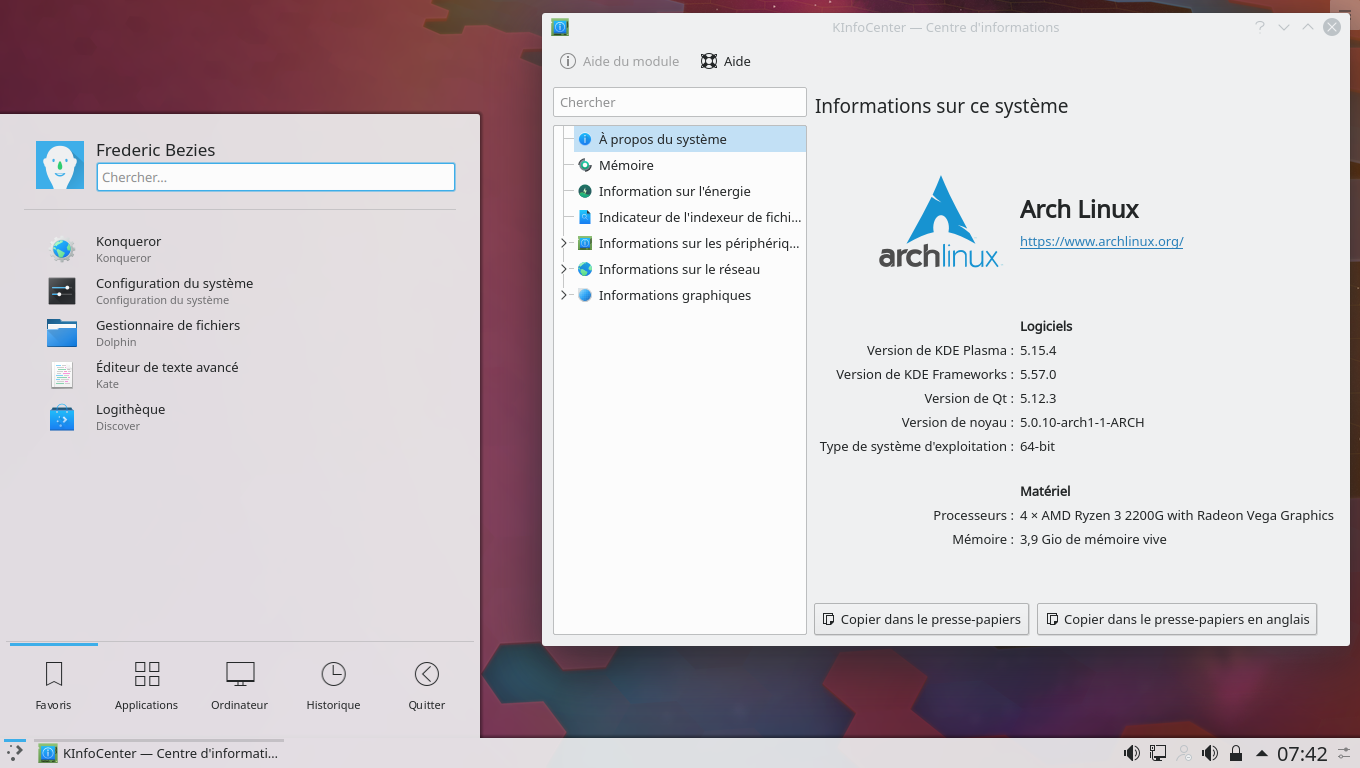 KInfoCenter — Centre d'informations
Aide du module
Aide
Chercher
À propos du système
Mémoire
Information sur l'énergie
Indicateur de l'indexeur de fichi...
Informations sur les périphériq...
Informations sur le réseau
Informations graphiques
Informations sur ce système
archlinux
Arch Linux
https://www.archlinux.org/
Logiciels
Version de KDE Plasma : 5.15.4
Version de KDE Frameworks : 5.57.0
Version de Qt : 5.12.3
Version de noyau : 5.0.10-arch1-1-ARCH
Type de système d'exploitation : 64-bit
Matériel
Processeurs : 4 × AMD Ryzen 3 2200G with Radeon Vega Graphics
Mémoire : 3,9 Gio de mémoire vive
Copier dans le presse-papiers
Copier dans le presse-papiers en anglais
Frederic Bezies
Chercher...
Konqueror
Konqueror
Configuration du système
Configuration du système
Gestionnaire de fichiers
Dolphin
Éditeur de texte avancé
Kate
Logithèque
Discover
Favoris
Applications
Ordinateur
Historique
Quitter
KInfoCenter — Centre d'informati...
07:42